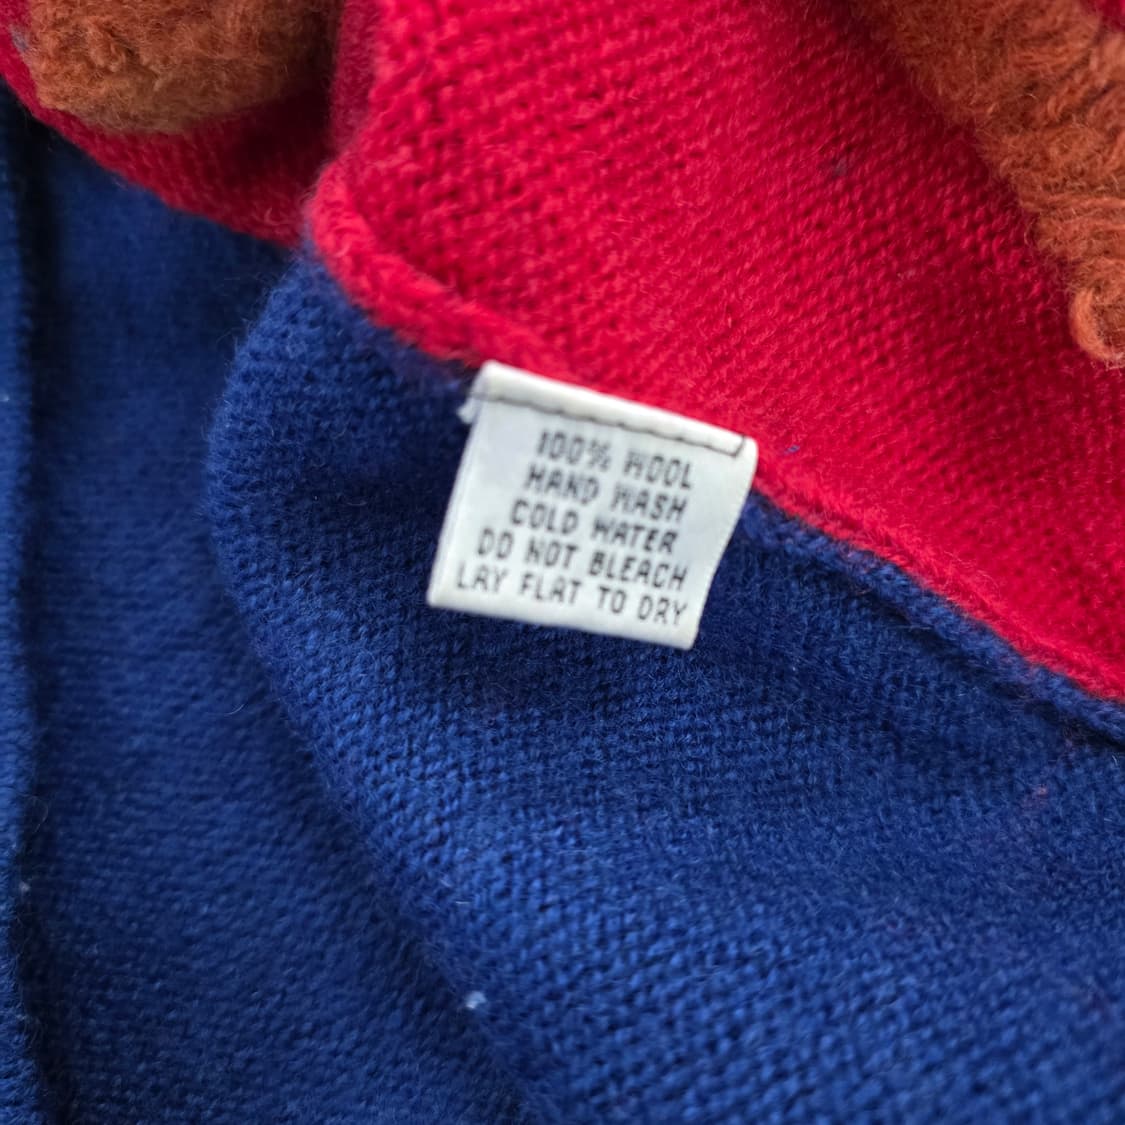 100% WOOL
HAND WASH
COLD WATER
DO NOT BLEACH
LAY FLAT TO DRY